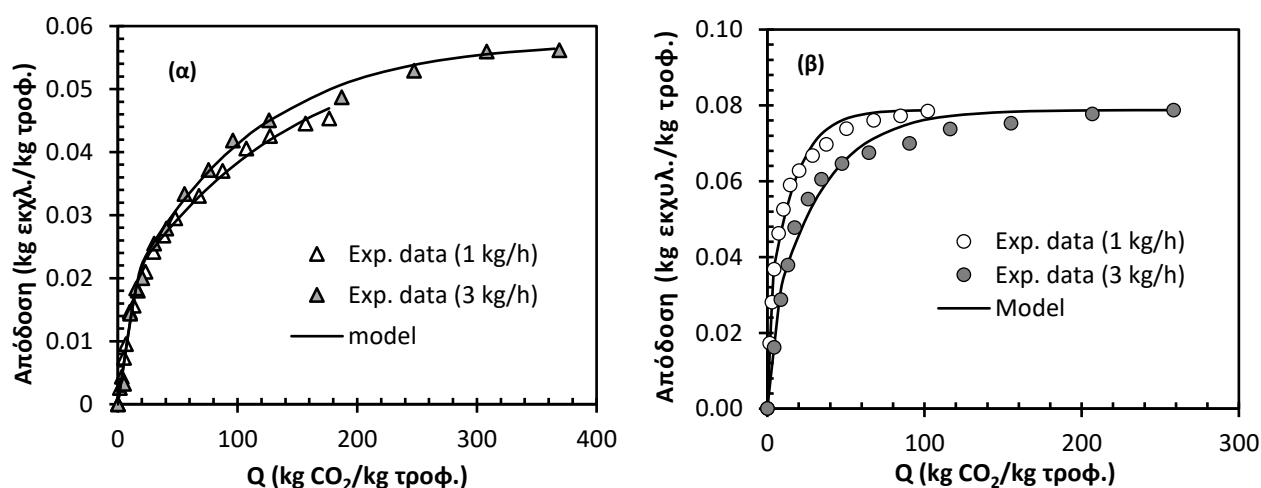 Απόδοση (kg εκχλ./kg τροφ.)
0.06
0.05
0.04
0.03
0.02
0.01
0
(α)
Exp. data (1 kg/h)
Exp. data (3 kg/h)
model
0 100 200 300 400
Q (kg CO₂/kg τροφ.)
Απόδοση (kg εκχυλ./kg τροφ.
0.10
0.08
0.06
0.04
0.02
0.00
(β)
Exp. data (1 kg/h)
Exp. data (3 kg/h)
Model
0 100 200 300
Q (kg CO₂/kg τροφ.)